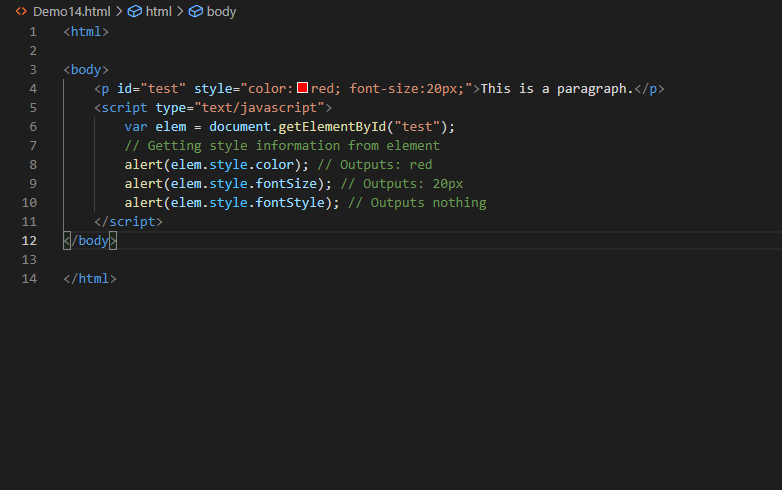 Demo14.html > html > body
1 <html>
2
3 <body>
4 <p id="test" style="color:red; font-size:20px;">This is a paragraph.</p>
5 <script type="text/javascript">
6 var elem = document.getElementById("test");
7 // Getting style information from element
8 alert(elem.style.color); // Outputs: red
9 alert(elem.style.fontSize); // Outputs: 20px
10 alert(elem.style.fontStyle); // Outputs nothing
11 </script>
12 </body>
13
14 </html>